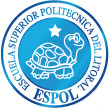 ESCUELA SUPERIOR POLITECNICA DEL LITORAL
ESPOL